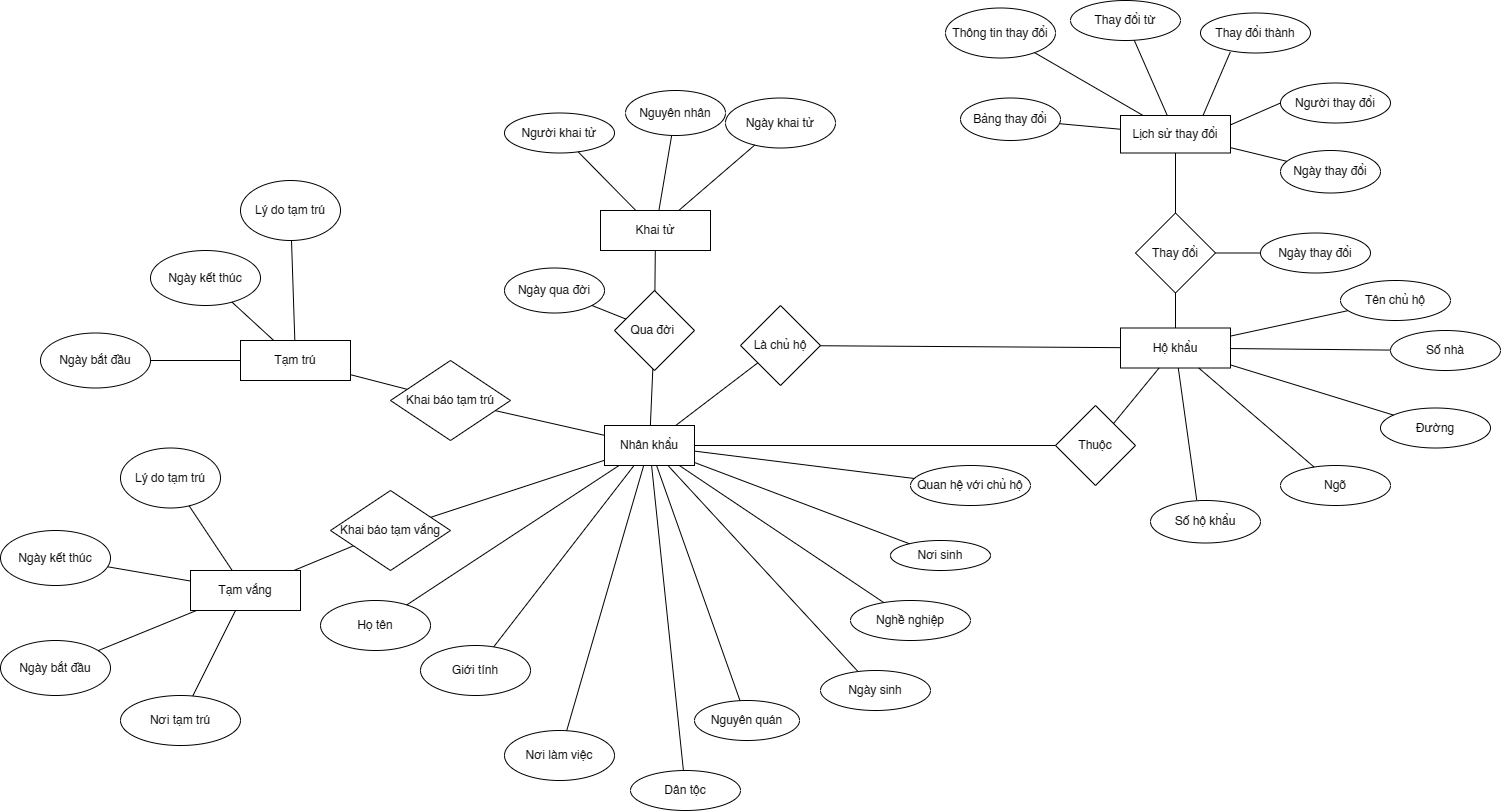 Thay đổi từ
Thông tin thay đổi
Thay đổi thành
Người thay đổi
Bảng thay đổi
Lịch sử thay đổi
Ngày thay đổi
Nguyên nhân
Người khai tử
Ngày khai tử
Lý do tạm trú
Khai tử
Thay đổi
Ngày thay đổi
Ngày kết thúc
Ngày qua đời
Tên chủ hộ
Qua đời
Là chủ hộ
Hộ khẩu
Số nhà
Ngày bắt đầu
Tạm trú
Khai báo tạm trú
Đường
Nhân khẩu
Thuộc
Lý do tạm trú
Quan hệ với chủ hộ
Ngõ
Số hộ khẩu
Khai báo tạm vắng
Ngày kết thúc
Nơi sinh
Tạm vắng
Họ tên
Nghề nghiệp
Ngày bắt đầu
Giới tính
Ngày sinh
Nơi tạm trú
Nguyên quán
Nơi làm việc
Dân tộc